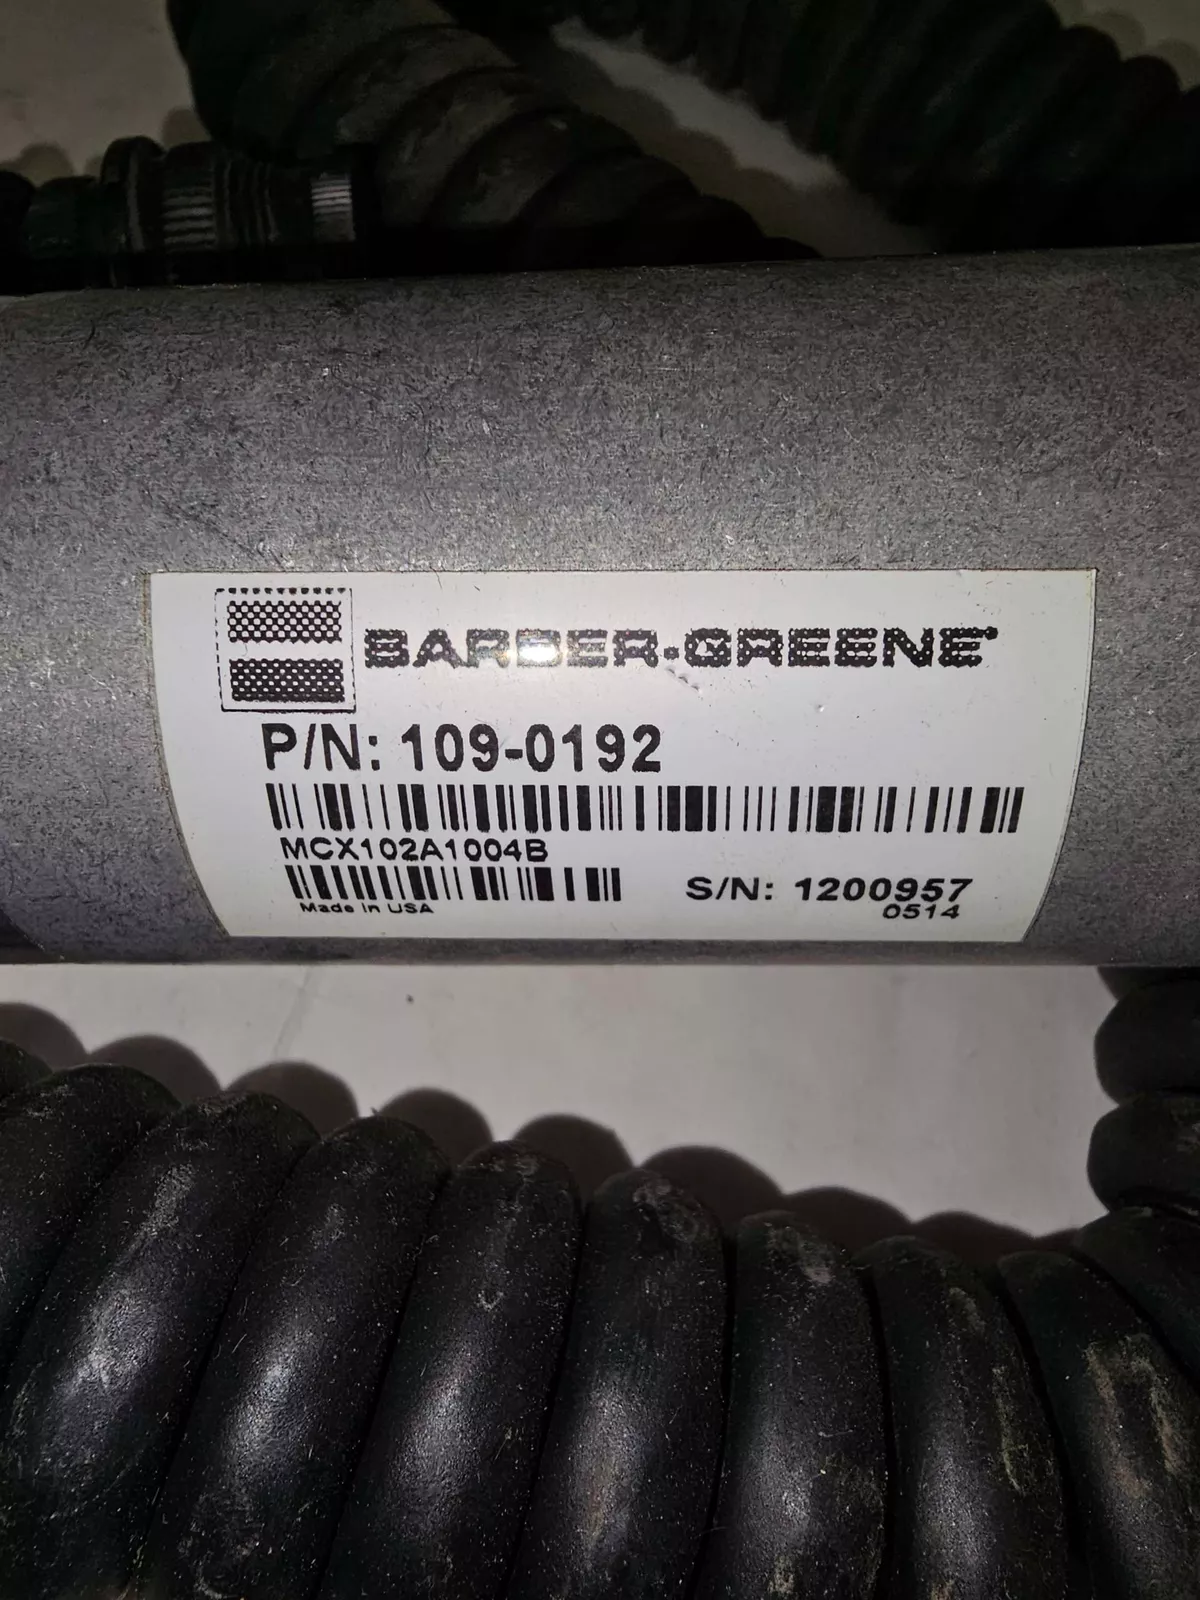 BARBER-GREENE
P/N: 109-0192
MCX102A1004B
Made in USA
S/N: 1200957
0514